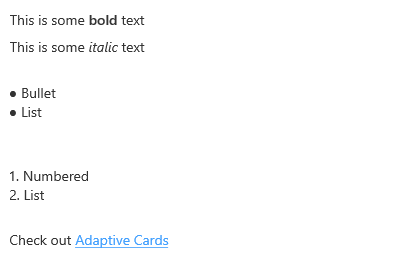 This is some bold text
This is some italic text
• Bullet
• List
1. Numbered
2. List
Check out Adaptive Cards